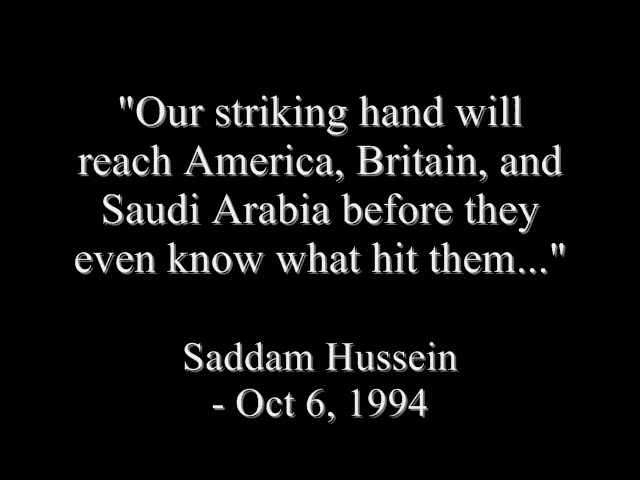 "Our striking hand will
reach America, Britain, and
Saudi Arabia before they
even know what hit them..."
Saddam Hussein
- Oct 6, 1994